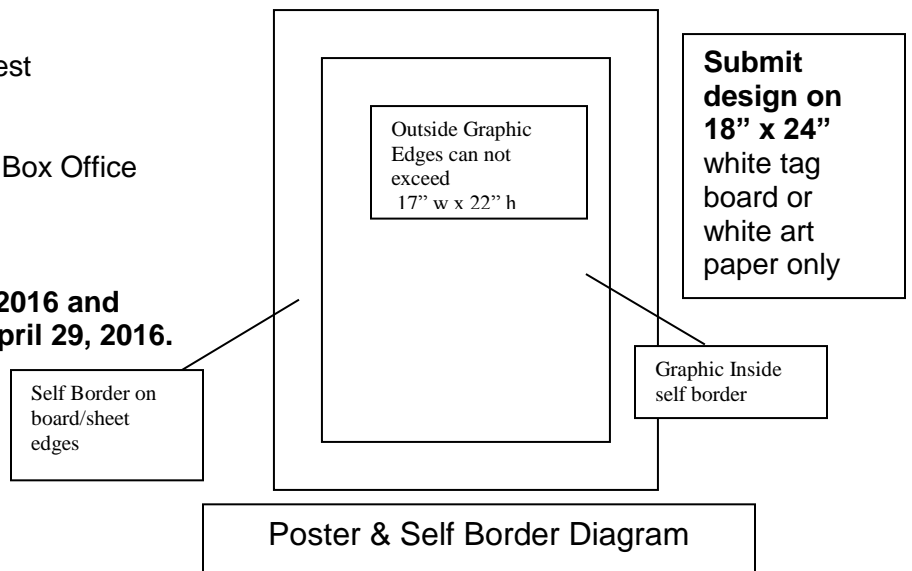 est
Box Office
2016 and
pril 29, 2016.
Outside Graphic
Edges can not
exceed
17” w x 22” h
Submit
design on
18” x 24”
white tag
board or
white art
paper only
Self Border on
board/sheet
edges
Graphic Inside
self border
Poster & Self Border Diagram